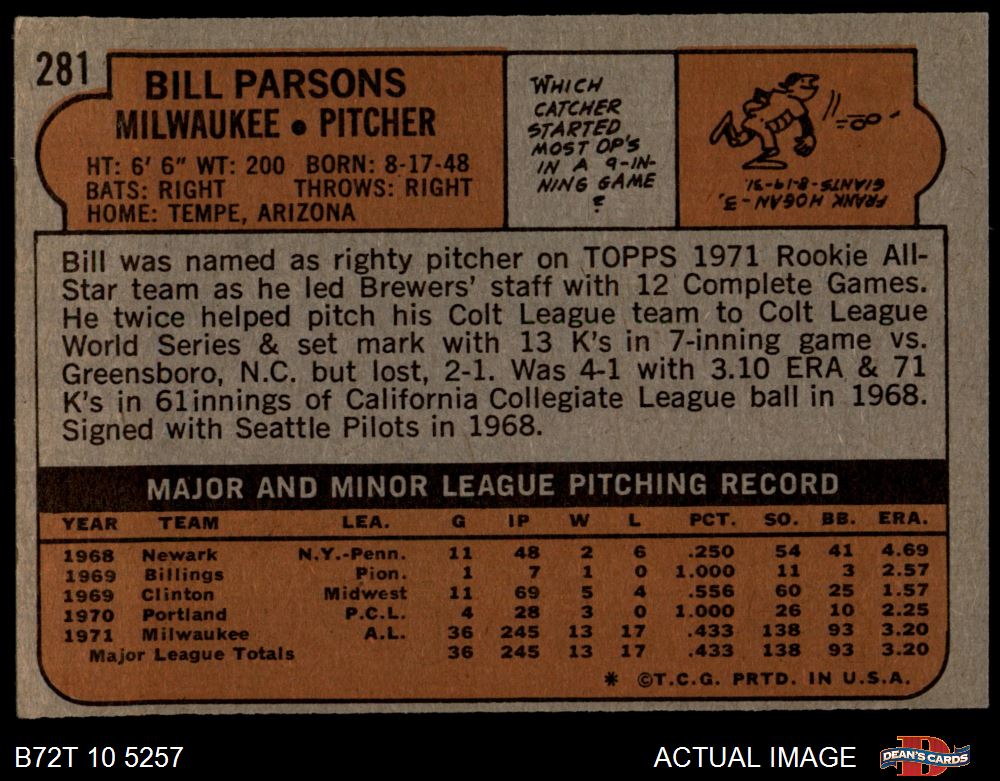 281
BILL PARSONS
MILWAUKEE • PITCHER
HT: 6' 6" WT: 200 BORN: 8-17-48
BATS: RIGHT THROWS: RIGHT
HOME: TEMPE, ARIZONA
WHICH
CATCHER
STARTED
MOST DP'S
IN A 9-IN-
NING GAME
?
FRANK HOGAN-3,
GIANTS-8-19-31.
Bill was named as righty pitcher on TOPPS 1971 Rookie All-
Star team as he led Brewers' staff with 12 Complete Games.
He twice helped pitch his Colt League team to Colt League
World Series & set mark with 13 K's in 7-inning game vs.
Greensboro, N.C. but lost, 2-1. Was 4-1 with 3.10 ERA & 71
K's in 61innings of California Collegiate League ball in 1968.
Signed with Seattle Pilots in 1968.
MAJOR AND MINOR LEAGUE PITCHING RECORD
YEAR TEAM LEA. G IP W L PCT. SO. BB. ERA.
1968 Newark N.Y.-Penn. 11 48 2 6 .250 54 41 4.69
1969 Billings Pion. 1 7 1 0 1.000 11 3 2.57
1969 Clinton Midwest 11 69 5 4 .556 60 25 1.57
1970 Portland P.C.L. 4 28 3 0 1.000 26 10 2.25
1971 Milwaukee A.L. 36 245 13 17 .433 138 93 3.20
Major League Totals 36 245 13 17 .433 138 93 3.20
* ©T.C.G. PRTD. IN U.S.A.
B72T 10 5257
ACTUAL IMAGE
DEAN'S CARDS